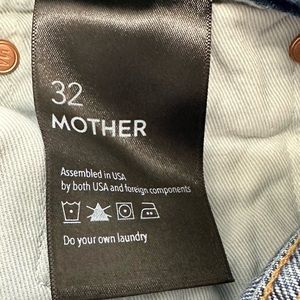 32
MOTHER
Assembled in USA
by both USA and foreign components
Do your own laundry